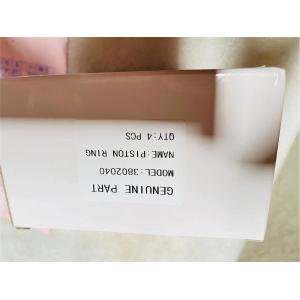 GENUINE PART
MODEL:3802040
NAME:PISTON RING
QTY:4 PCS